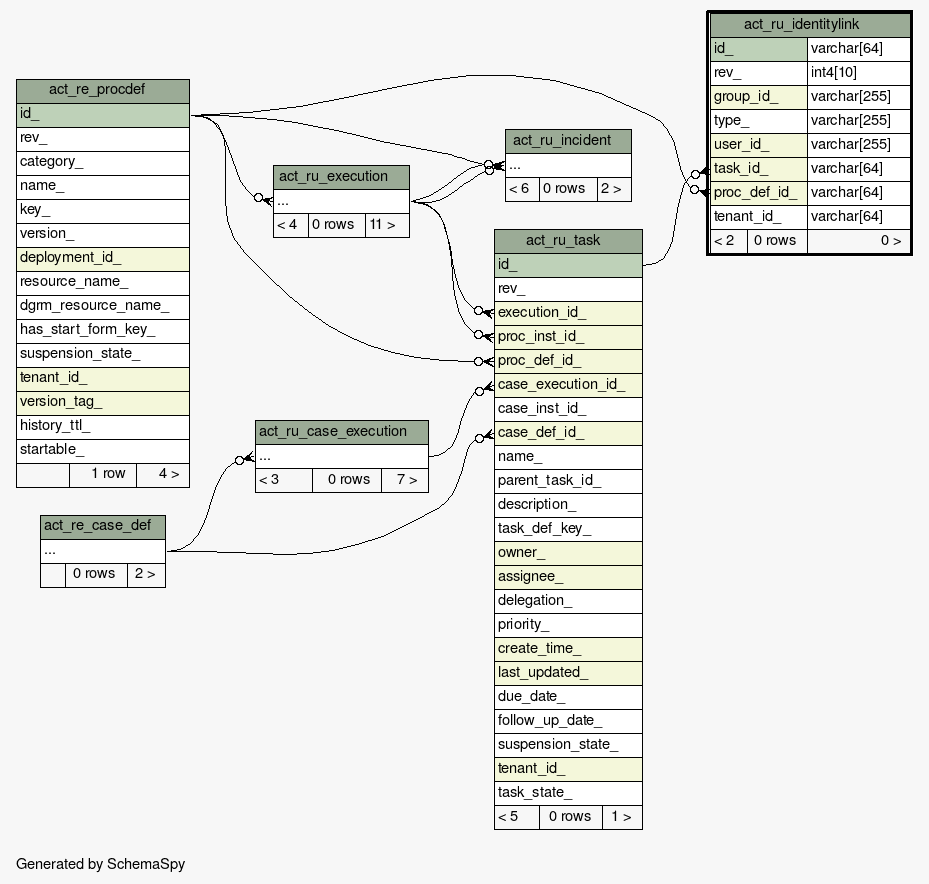 act_ru_identitylink
id_ varchar[64]
rev_ int4[10]
group_id_ varchar[255]
type_ varchar[255]
user_id_ varchar[255]
task_id_ varchar[64]
proc_def_id_ varchar[64]
tenant_id_ varchar[64]
< 2 0 rows 0 >
act_re_procdef
id_
rev_
category_
name_
key_
version_
deployment_id_
resource_name_
dgrm_resource_name_
has_start_form_key_
suspension_state_
tenant_id_
version_tag_
history_ttl_
startable_
1 row 4 >
act_ru_incident
...
< 6 0 rows 2 >
act_ru_execution
...
< 4 0 rows 11 >
act_ru_task
id_
rev_
execution_id_
proc_inst_id_
proc_def_id_
case_execution_id_
case_inst_id_
case_def_id_
name_
parent_task_id_
description_
task_def_key_
owner_
assignee_
delegation_
priority_
create_time_
last_updated_
due_date_
follow_up_date_
suspension_state_
tenant_id_
task_state_
< 5 0 rows 1 >
act_ru_case_execution
...
< 3 0 rows 7 >
act_re_case_def
...
0 rows 2 >
Generated by SchemaSpy